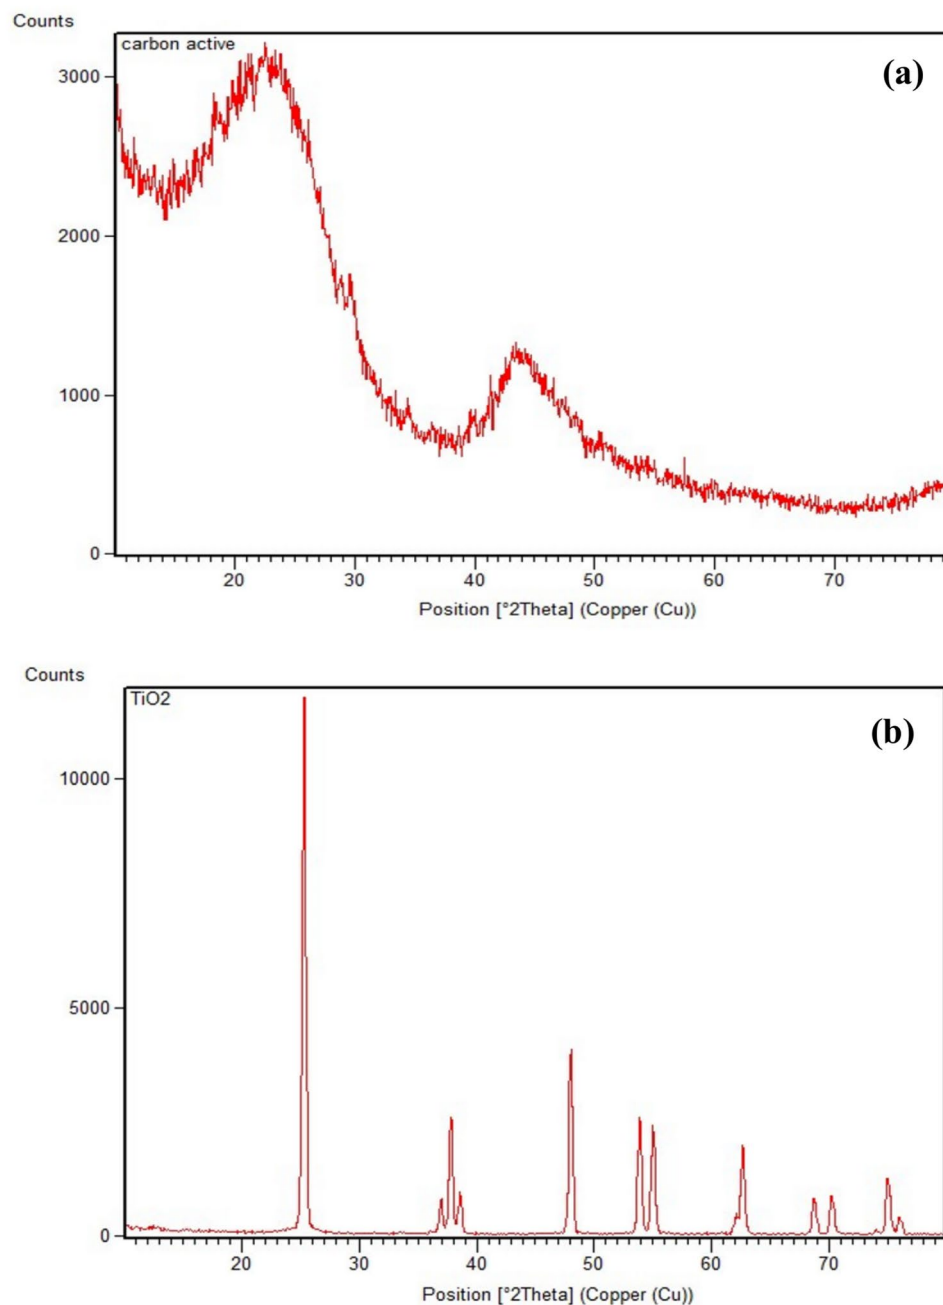 Counts
carbon active
(a)
3000
2000
1000
0
20 30 40 50 60 70
Position [°2Theta] (Copper (Cu))
Counts
TiO2
(b)
10000
5000
0
20 30 40 50 60 70
Position [°2Theta] (Copper (Cu))